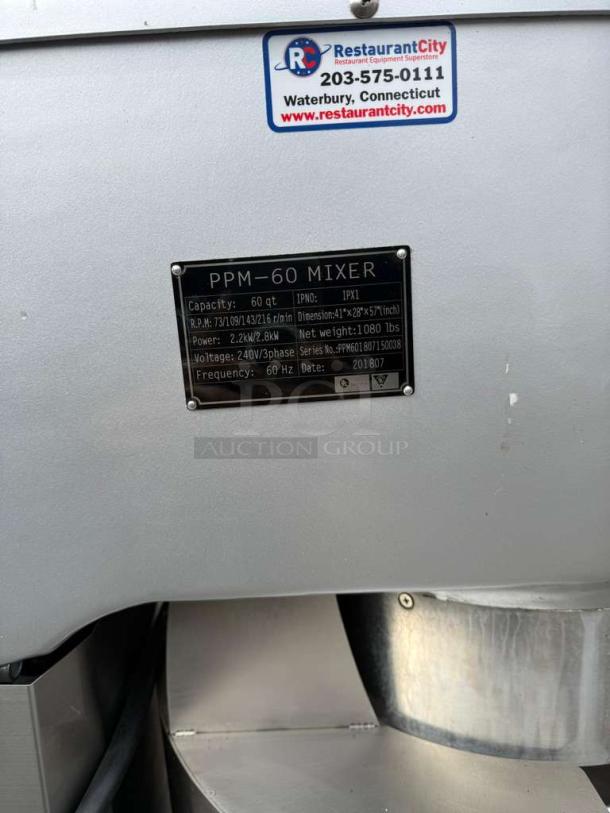 RC RestaurantCity
Restaurant Equipment Superstore
203-575-0111
Waterbury, Connecticut
www.restaurantcity.com
PPM-60 MIXER
Capacity: 60 qt IPNO: IPX1
R.P.M: 73/109/143/216 r/min Dimension:41"×28"×57"(inch)
Power: 2.2kW/2.8kW Net weight:1080 lbs
Voltage: 240V/3phase Series No.:PPM601807150038
Frequency: 60 Hz Date: 201807
PCI
AUCTION GROUP